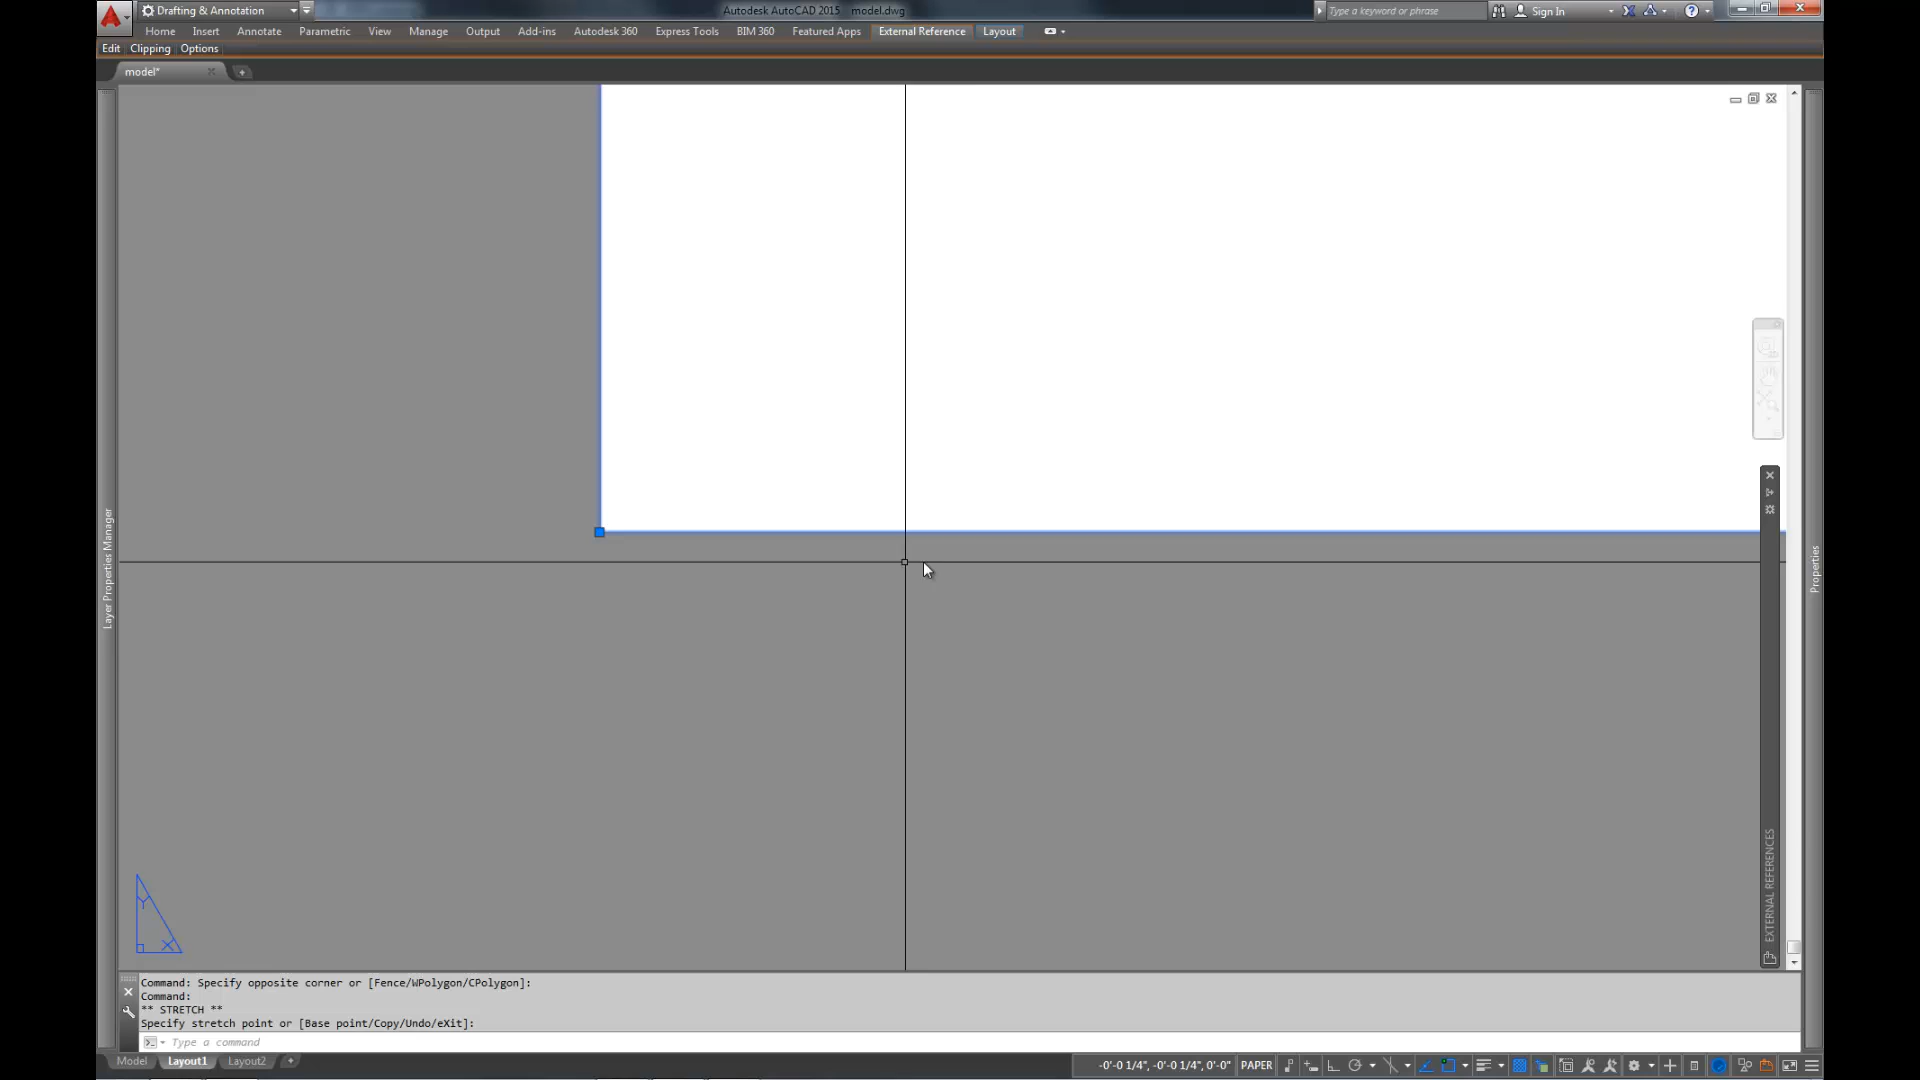 Drafting & Annotation
Autodesk AutoCAD 2015 model.dwg
Type a keyword or phrase
Sign In
Home Insert Annotate Parametric View Manage Output Add-ins Autodesk 360 Express Tools BIM 360 Featured Apps External Reference Layout
Edit Clipping Options
model*
Layer Properties Manager
Properties
EXTERNAL REFERENCES
Y
X
Command: Specify opposite corner or [Fence/WPolygon/CPolygon]:
Command:
** STRETCH **
Specify stretch point or [Base point/Copy/Undo/eXit]:
Type a command
Model Layout1 Layout2 +
-0'-0 1/4", -0'-0 1/4", 0'-0" PAPER